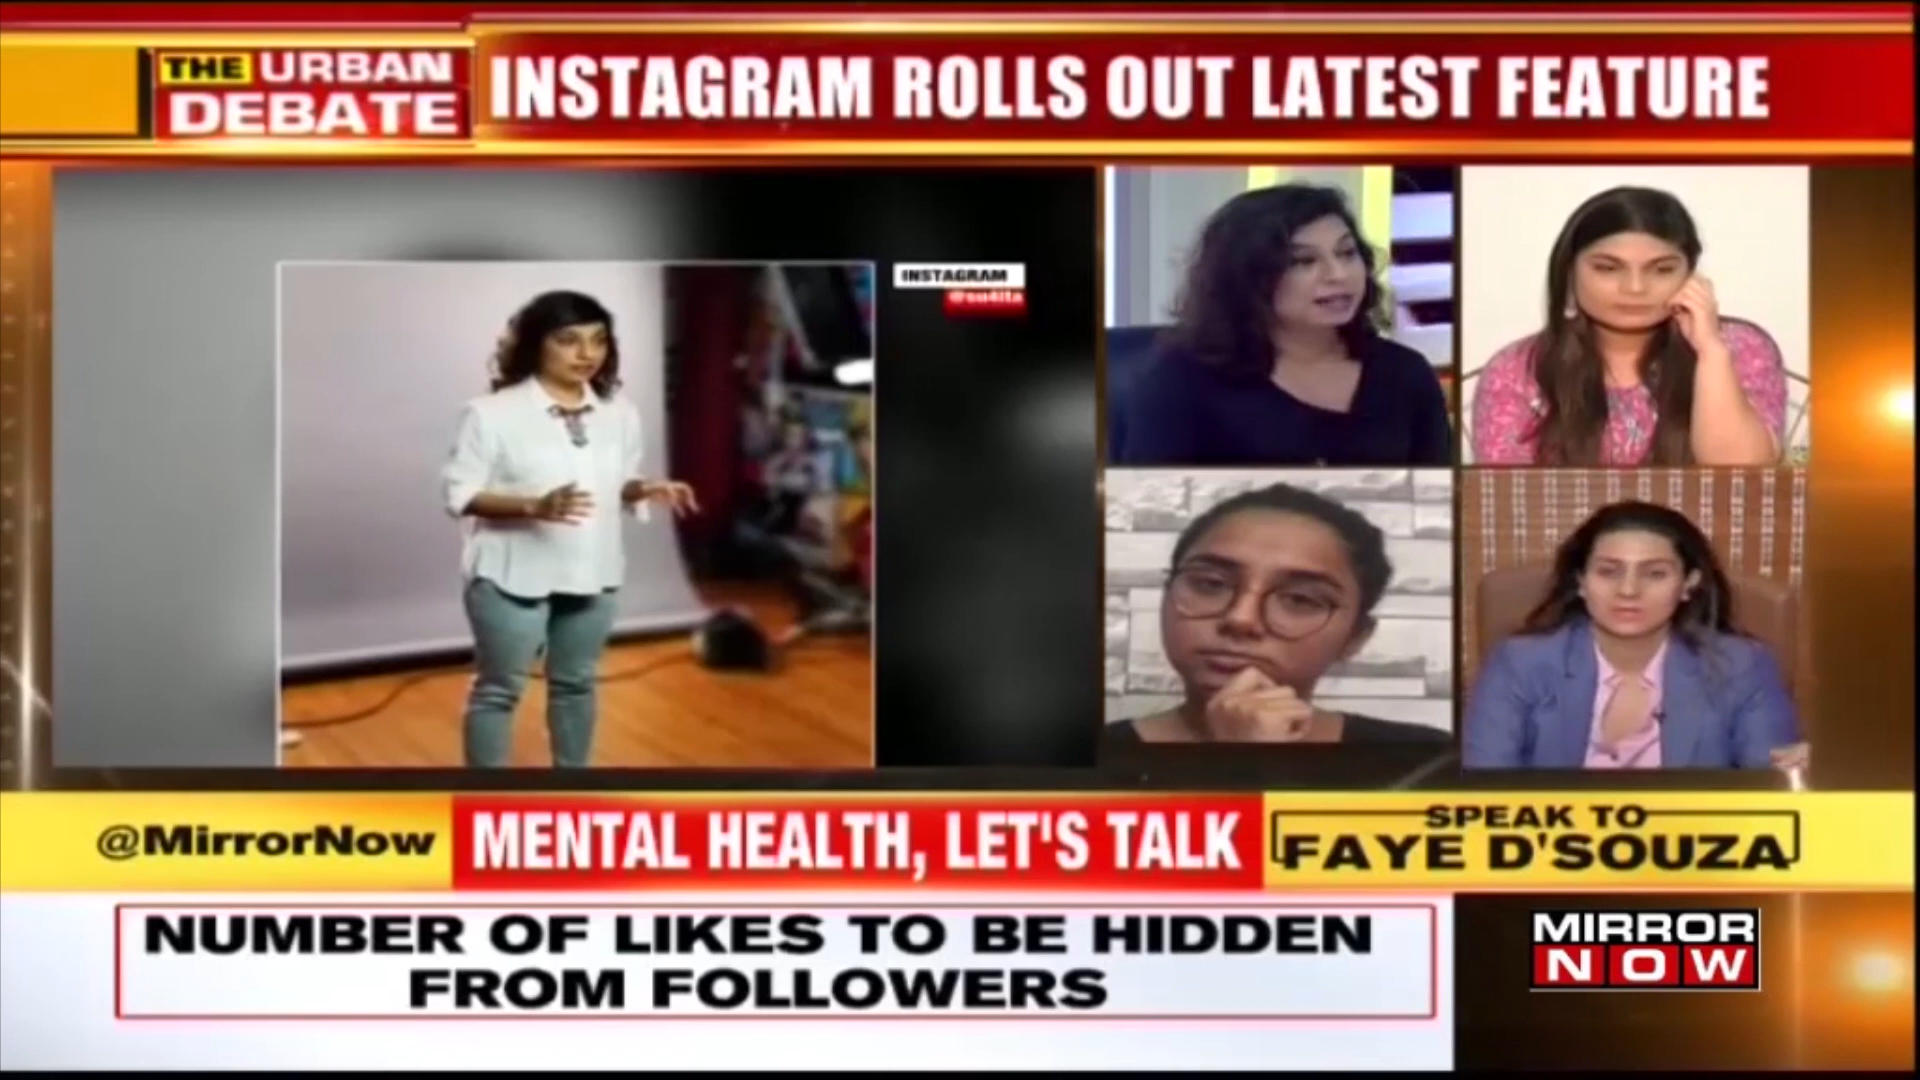 THE URBAN
DEBATE
INSTAGRAM ROLLS OUT LATEST FEATURE
INSTAGRAM
@MirrorNow
MENTAL HEALTH, LET'S TALK
SPEAK TO
FAYE D'SOUZA
NUMBER OF LIKES TO BE HIDDEN
FROM FOLLOWERS
MIRROR
NOW